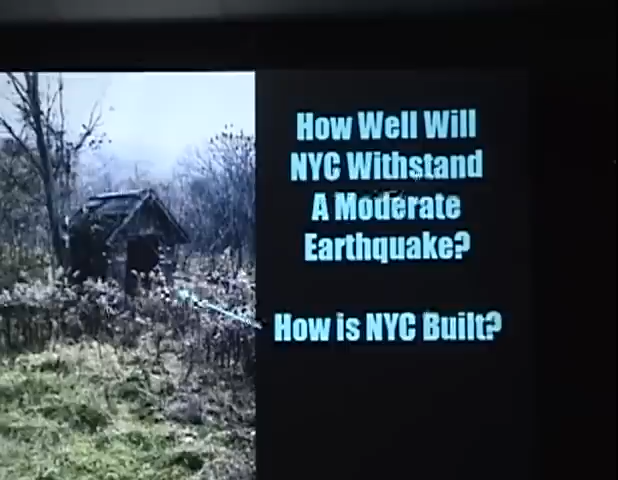 How Well Will
NYC Withstand
A Moderate
Earthquake?
How is NYC Built?